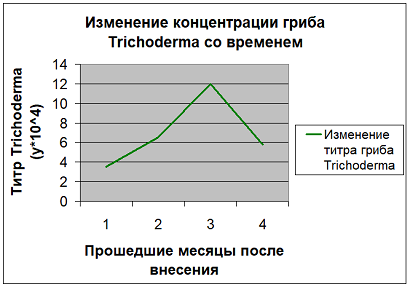 Изменение концентрации гриба
Trichoderma со временем
Титр Trichoderma
(y*10^4)
14
12
10
8
6
4
2
0
1 2 3 4
Прошедшие месяцы после
внесения
Изменение
титра гриба
Trichoderma